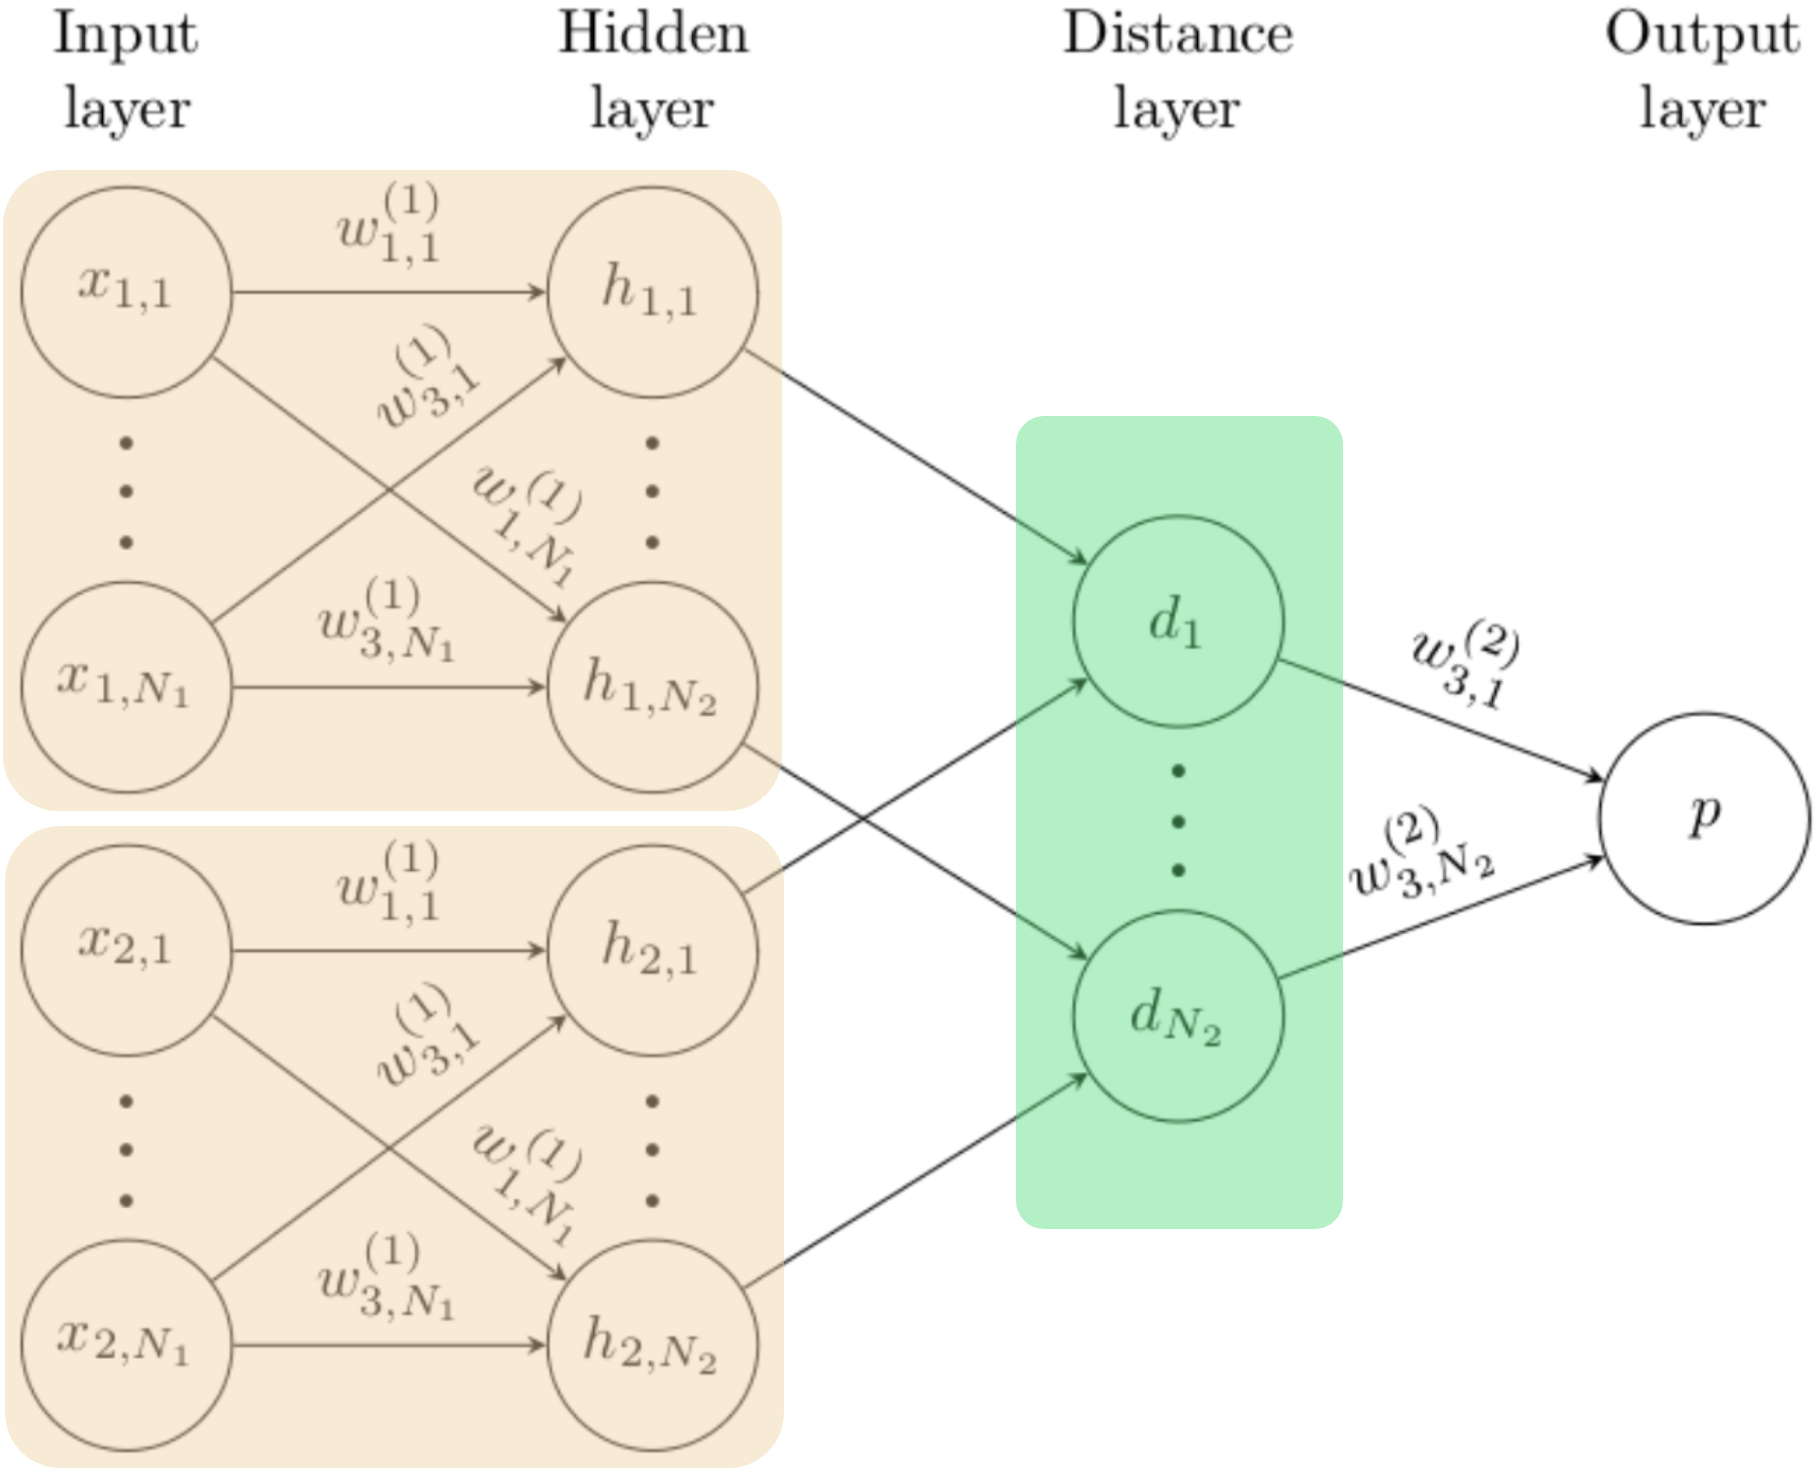 Input layer
Hidden layer
Distance layer
Output layer
x_{1,1}
w_{1,1}^{(1)}
h_{1,1}
w_{3,1}^{(1)}
w_{1,N_1}^{(1)}
x_{1,N_1}
w_{3,N_1}^{(1)}
h_{1,N_2}
x_{2,1}
w_{1,1}^{(1)}
h_{2,1}
w_{3,1}^{(1)}
w_{1,N_1}^{(1)}
x_{2,N_1}
w_{3,N_1}^{(1)}
h_{2,N_2}
d_1
d_{N_2}
w_{3,1}^{(2)}
w_{3,N_2}^{(2)}
p